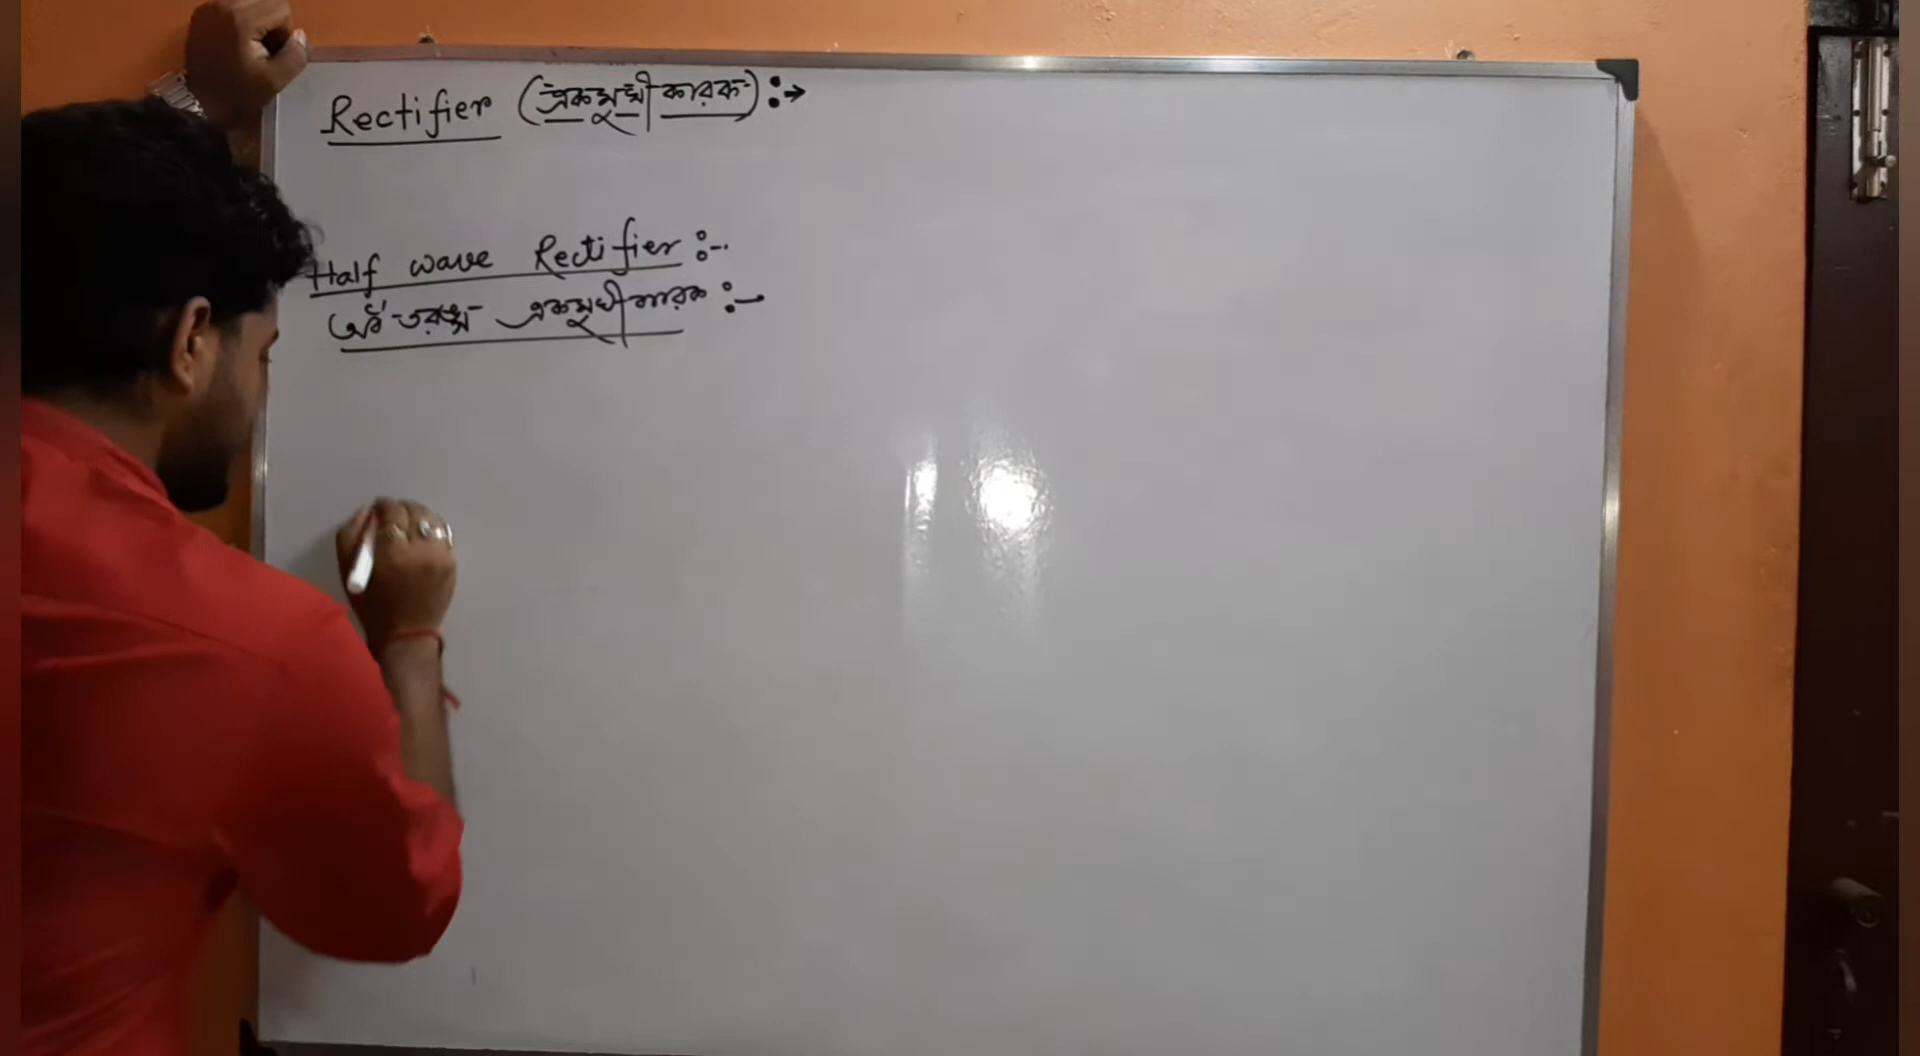 Rectifier (একমুখীকারক) :→
Half wave Rectifier :-
অর্ধ-তরঙ্গ একমুখীকারক :-